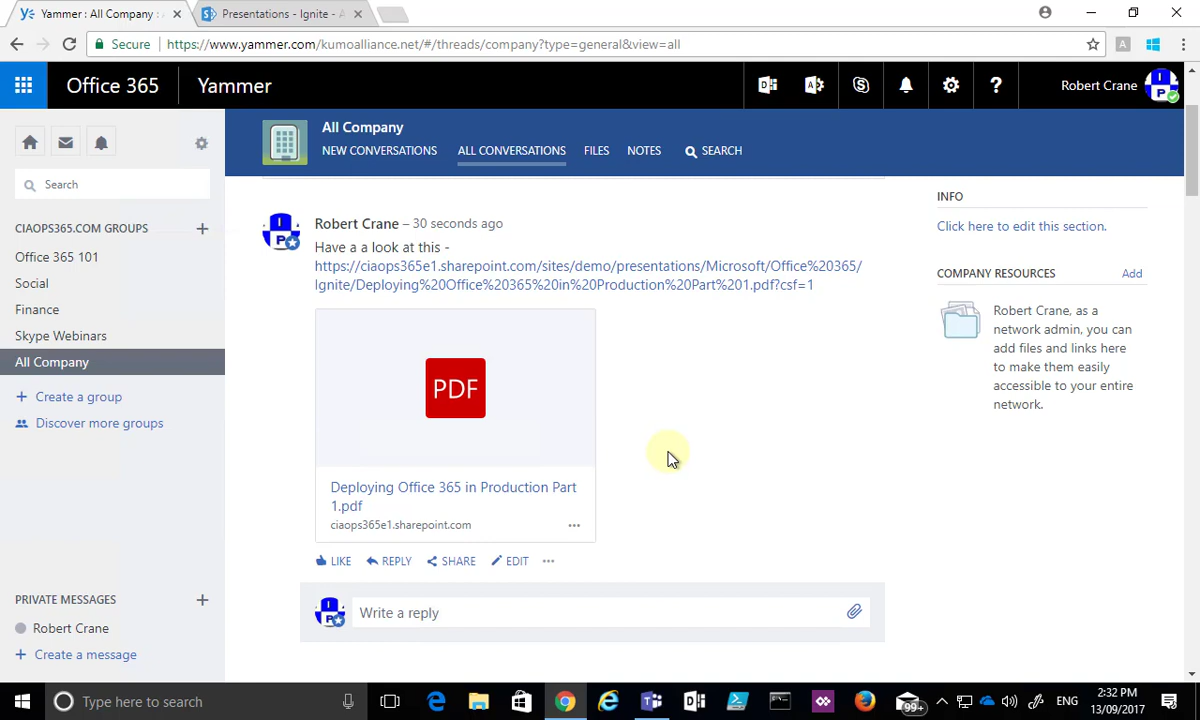 Yammer : All Company :
Presentations - Ignite - A
Secure
https://www.yammer.com/kumoalliance.net/#/threads/company?type=general&view=all
Office 365
Yammer
Robert Crane
All Company
NEW CONVERSATIONS
ALL CONVERSATIONS
FILES
NOTES
SEARCH
Search
CIAOPS365.COM GROUPS
Office 365 101
Social
Finance
Skype Webinars
All Company
Create a group
Discover more groups
PRIVATE MESSAGES
Robert Crane
Create a message
Robert Crane – 30 seconds ago
Have a a look at this -
https://ciaops365e1.sharepoint.com/sites/demo/presentations/Microsoft/Office%20365/
Ignite/Deploying%20Office%20365%20in%20Production%20Part%201.pdf?csf=1
PDF
Deploying Office 365 in Production Part
1.pdf
ciaops365e1.sharepoint.com
LIKE
REPLY
SHARE
EDIT
Write a reply
INFO
Click here to edit this section.
COMPANY RESOURCES
Add
Robert Crane, as a
network admin, you can
add files and links here
to make them easily
accessible to your entire
network.
Type here to search
99+
ENG
2:32 PM
13/09/2017